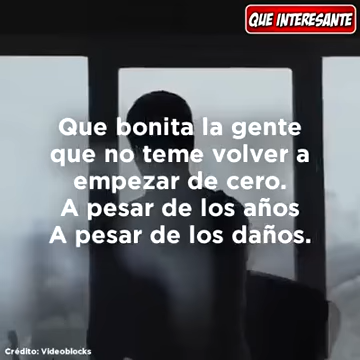 QUE INTERESANTE
Que bonita la gente
que no teme volver a
empezar de cero.
A pesar de los años
A pesar de los daños.
Crédito: Videoblocks